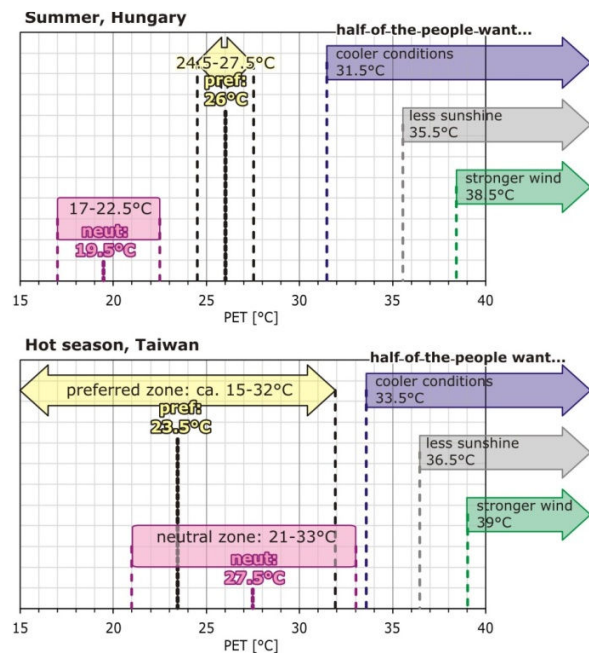 Summer, Hungary
half of the people want...
24.5-27.5°C
pref:
26°C
cooler conditions
31.5°C
less sunshine
35.5°C
stronger wind
38.5°C
17-22.5°C
neut:
19.5°C
15 20 25 30 35 40
PET [°C]
Hot season, Taiwan
half of the people want...
preferred zone: ca. 15-32°C
pref:
23.5°C
cooler conditions
33.5°C
less sunshine
36.5°C
stronger wind
39°C
neutral zone: 21-33°C
neut:
27.5°C
15 20 25 30 35 40
PET [°C]